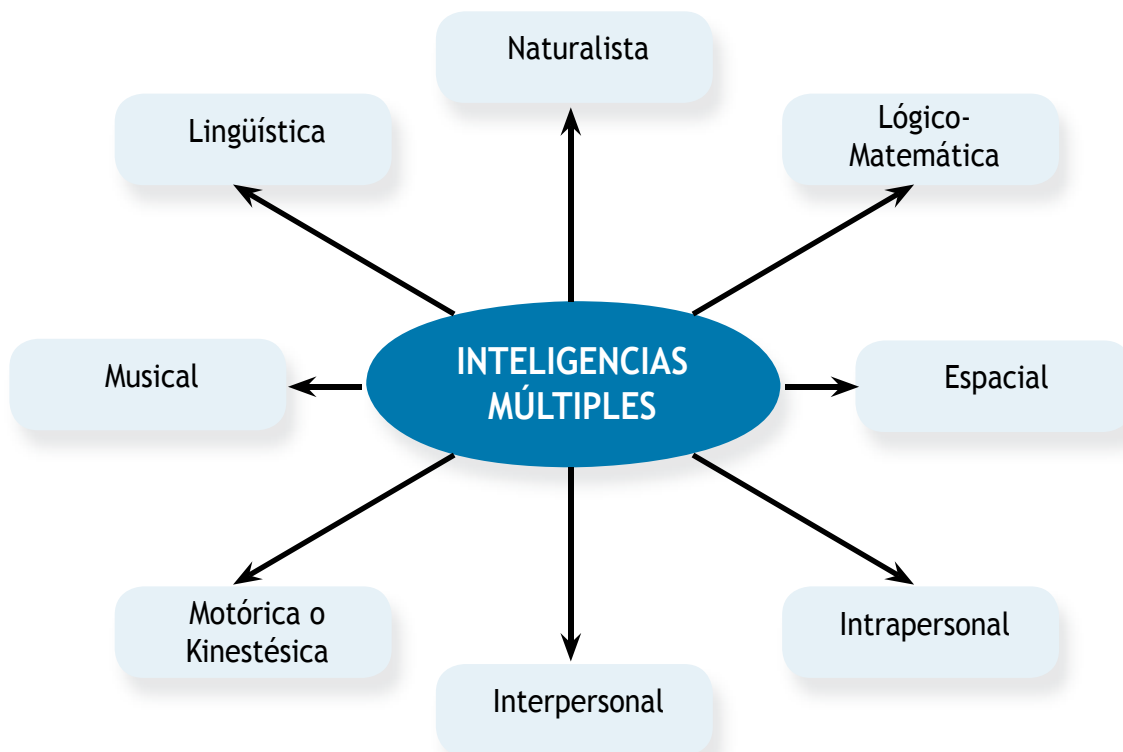 Naturalista
Lingüística
Lógico-
Matemática
Musical
INTELIGENCIAS
MÚLTIPLES
Espacial
Motórica o
Kinestésica
Interpersonal
Intrapersonal